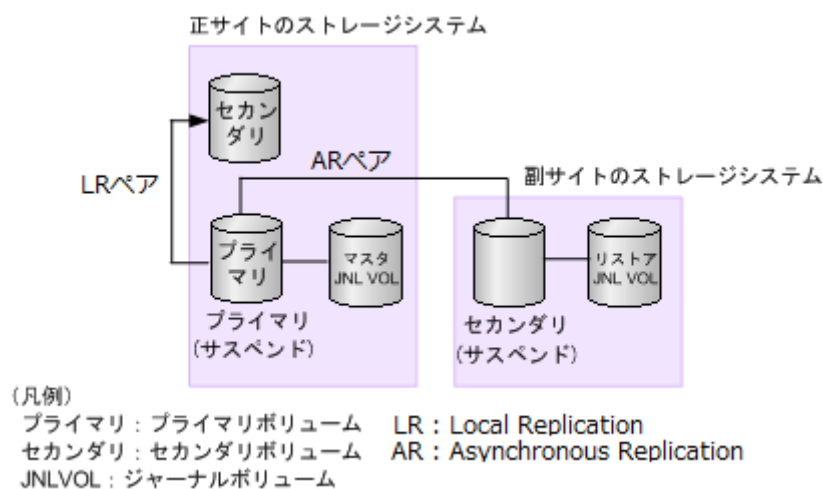 正サイトのストレージシステム
セカン
ダリ
ARペア
LRペア
副サイトのストレージシステム
プライ
マリ
マスタ
JNL VOL
リストア
JNL VOL
プライマリ
(サスペンド)
セカンダリ
(サスペンド)
(凡例)
プライマリ：プライマリボリューム LR : Local Replication
セカンダリ：セカンダリボリューム AR : Asynchronous Replication
JNLVOL：ジャーナルボリューム